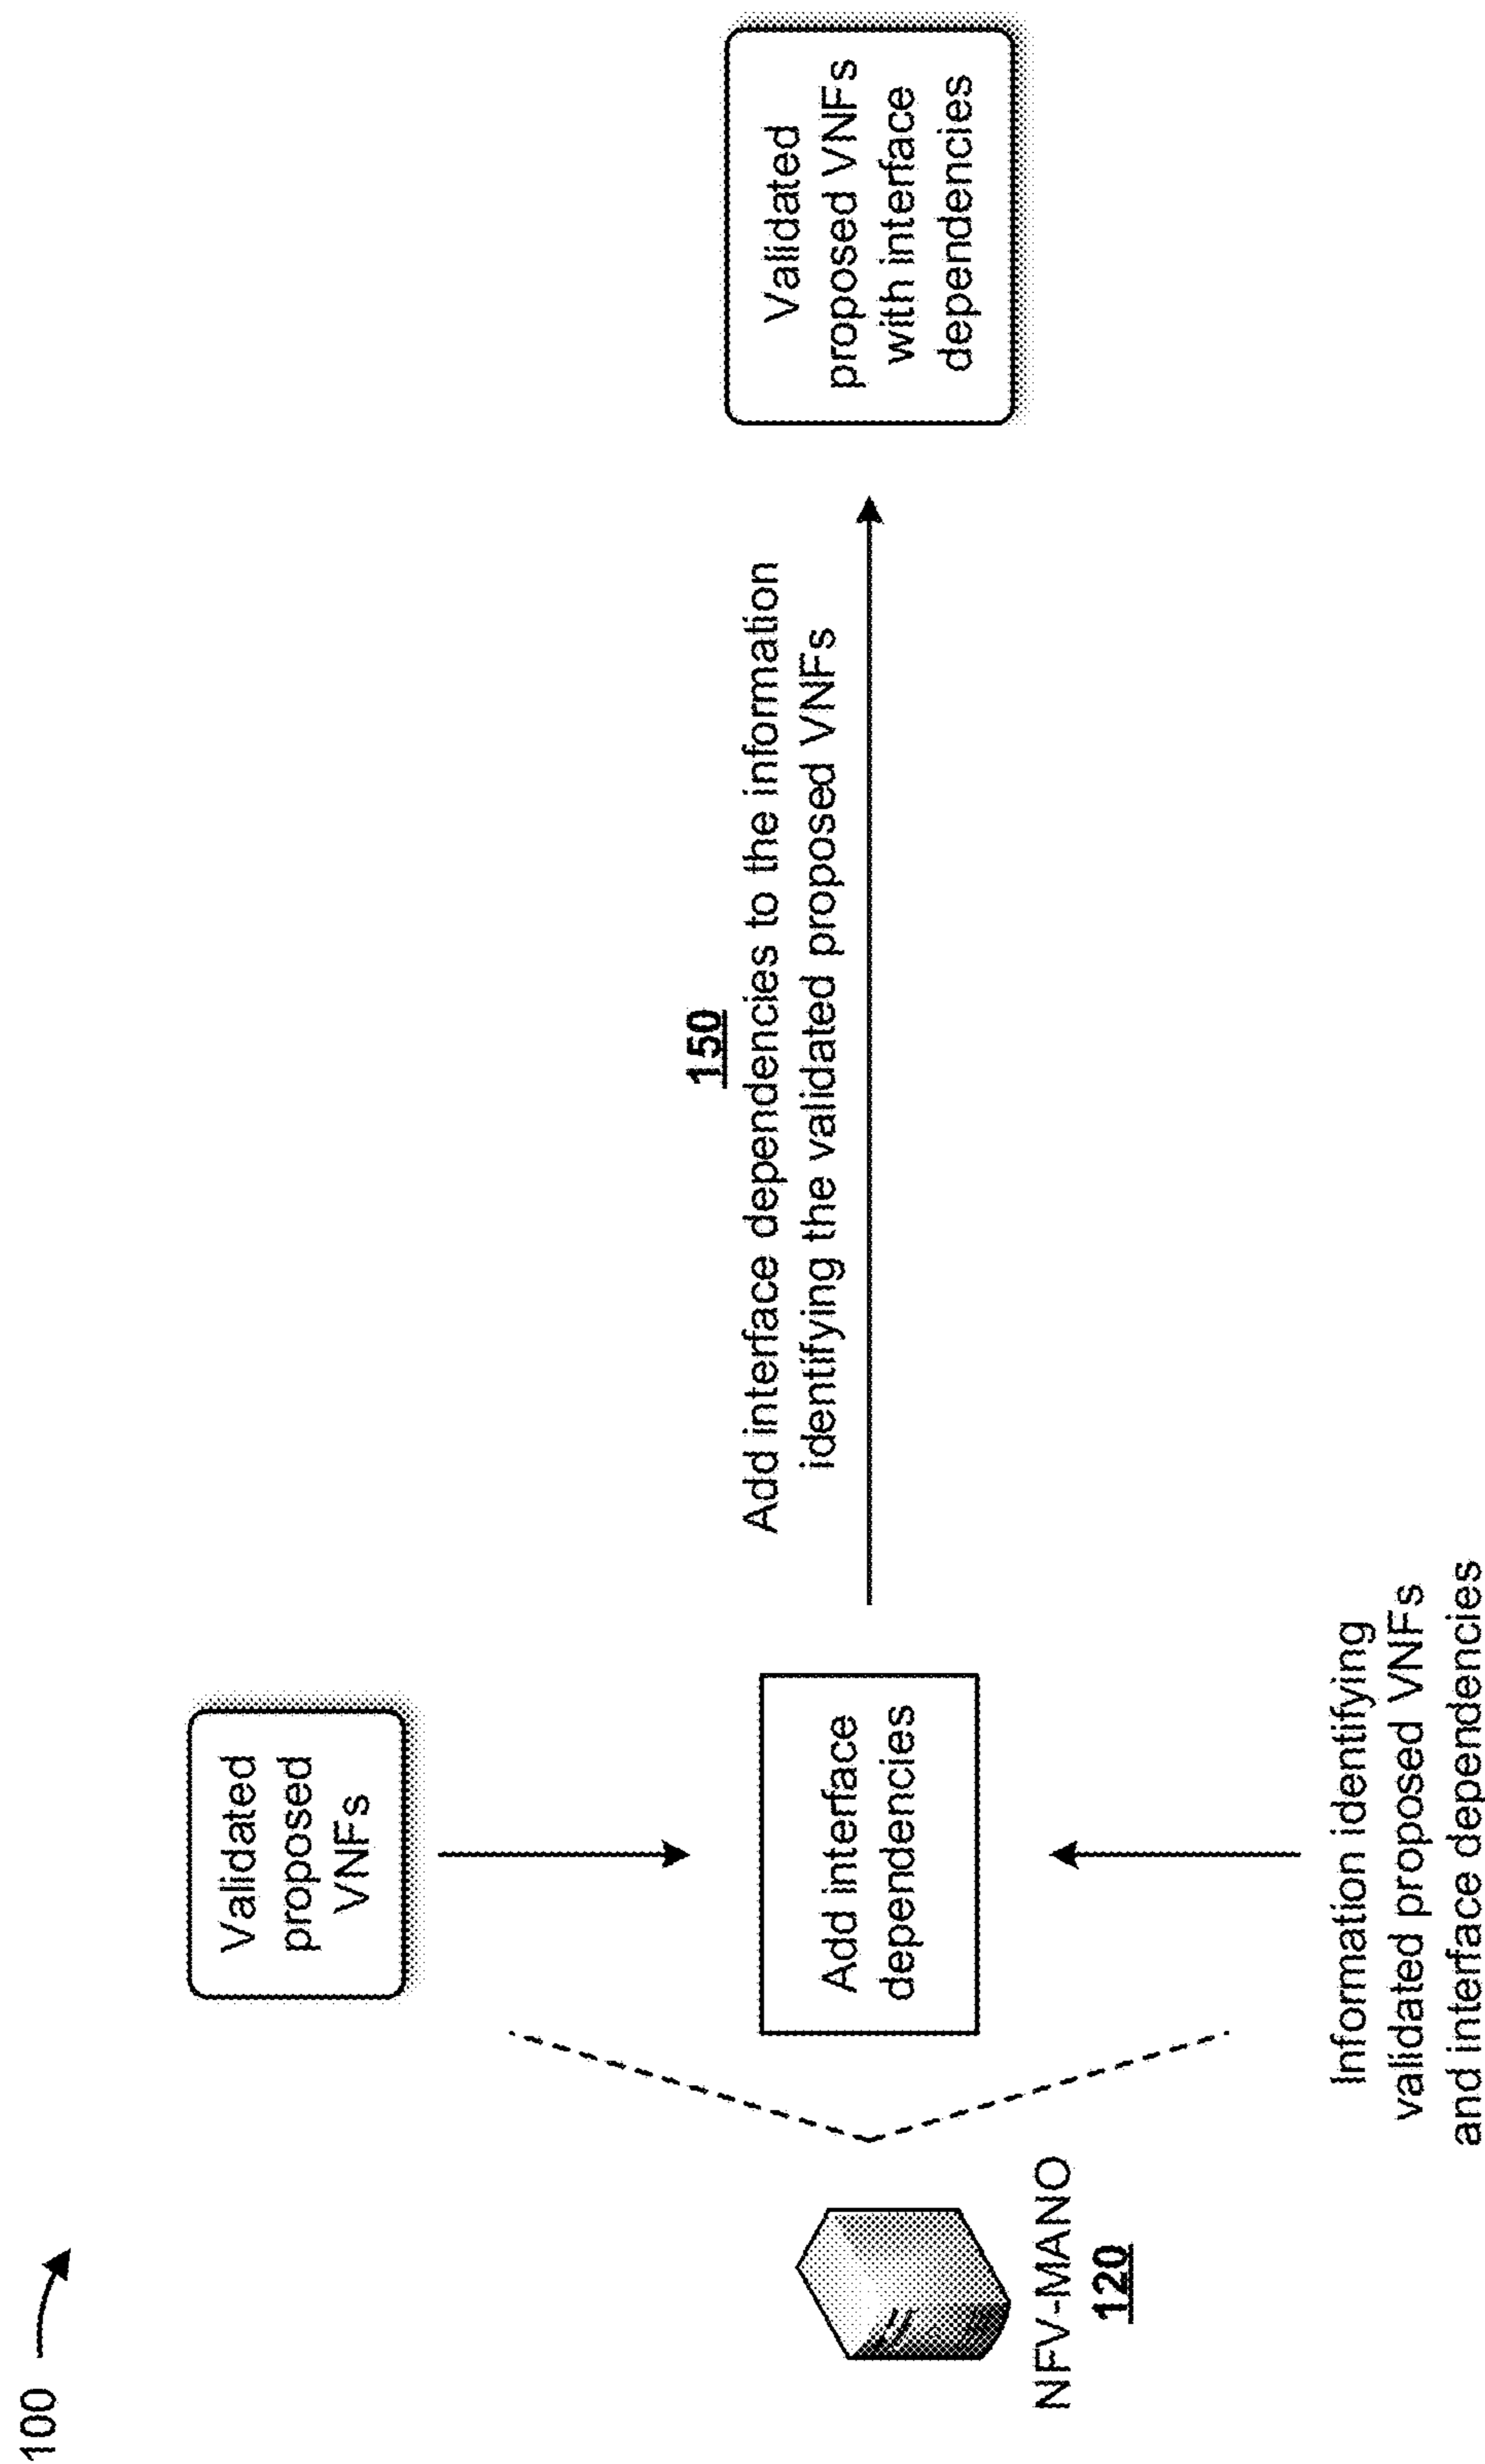 100
Validated
proposed
VNFs
Add interface
dependencies
Information identifying
validated proposed VNFs
and interface dependencies
NFV-MANO
120
150
Add interface dependencies to the information
identifying the validated proposed VNFs
Validated
proposed VNFs
with interface
dependencies